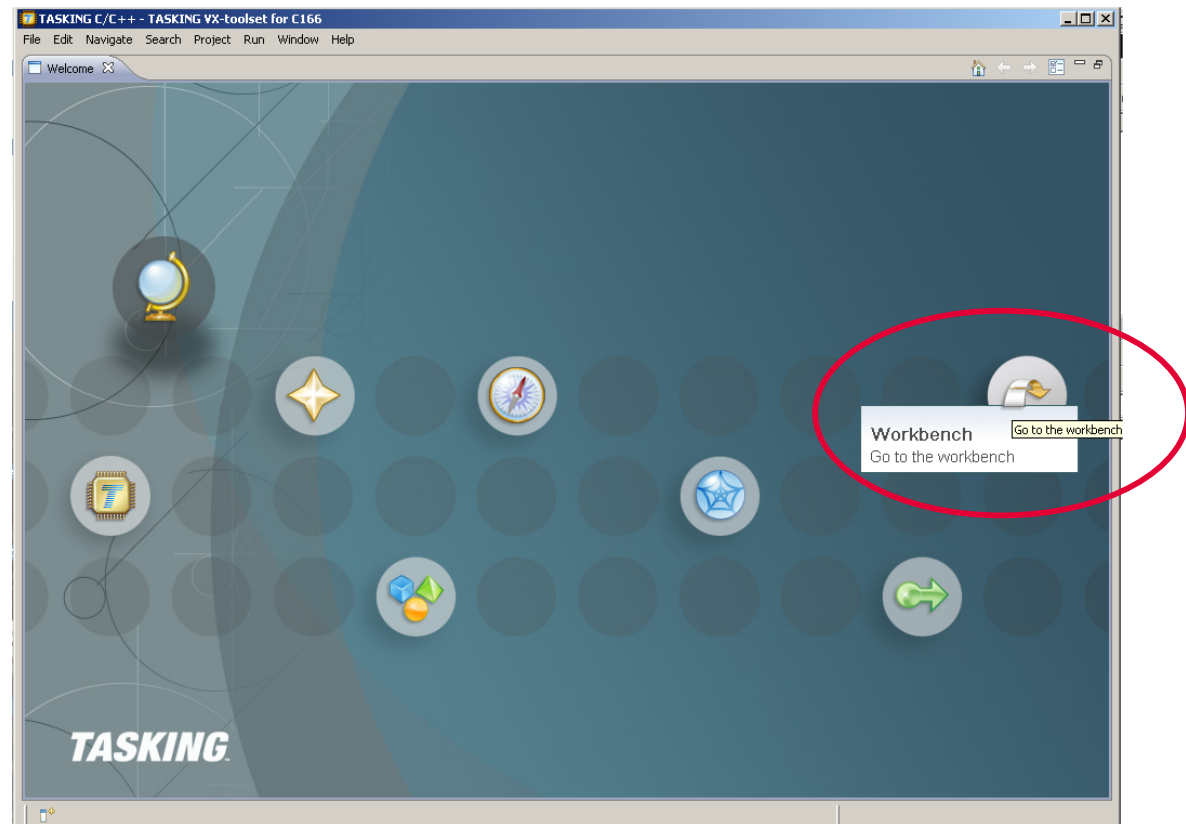 TASKING C/C++ - TASKING VX-toolset for C166
File Edit Navigate Search Project Run Window Help
Welcome
Workbench
Go to the workbench
Go to the workbench
T
TASKING